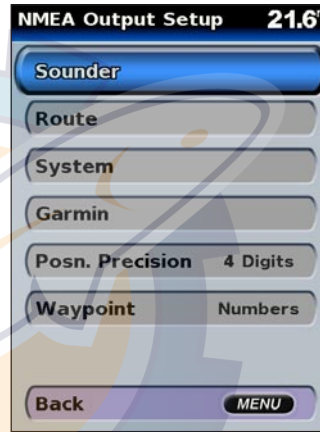 NMEA Output Setup 21.6
Sounder
Route
System
Garmin
Posn. Precision 4 Digits
Waypoint Numbers
Back MENU